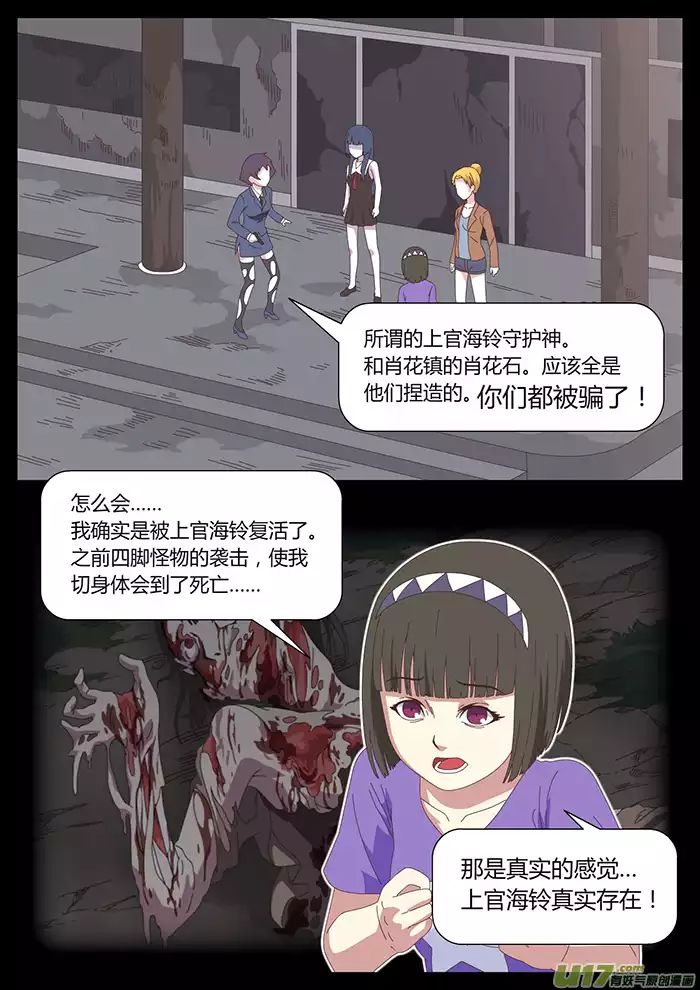 所谓的上官海铃守护神。
和肖花镇的肖花石。应该全是
他们捏造的。你们都被骗了！
怎么会……
我确实是被上官海铃复活了。
之前四脚怪物的袭击，使我
切身体会到了死亡……
那是真实的感觉…
上官海铃真实存在！
U17.com
有妖气原创漫画